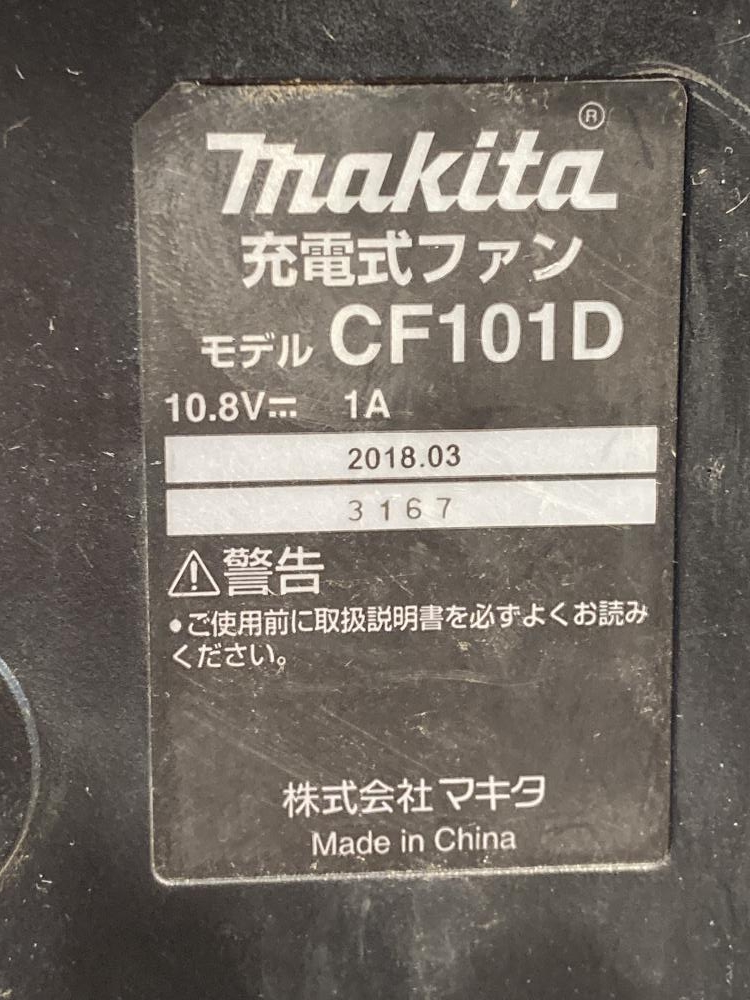 makita®
充電式ファン
モデル CF101D
10.8V⎓ 1A
2018.03
3167
⚠警告
●ご使用前に取扱説明書を必ずよくお読み
ください。
株式会社マキタ
Made in China